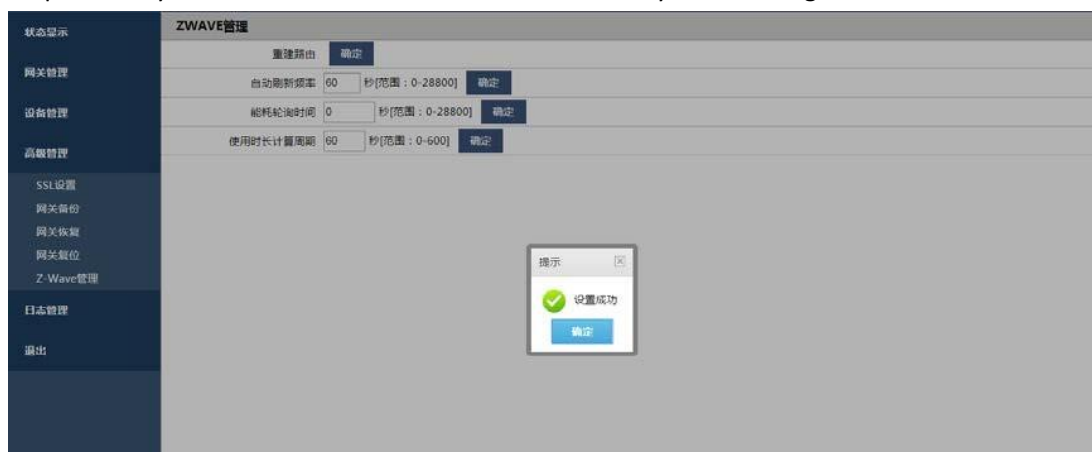 状态显示
网关管理
设备管理
高级管理
SSL设置
网关备份
网关恢复
网关复位
Z-Wave管理
日志管理
退出
ZWAVE管理
重建路由 确定
自动刷新频率 60 秒[范围：0-28800] 确定
能耗轮询时间 0 秒[范围：0-28800] 确定
使用时长计算周期 60 秒[范围：0-600] 确定
提示
设置成功
确定